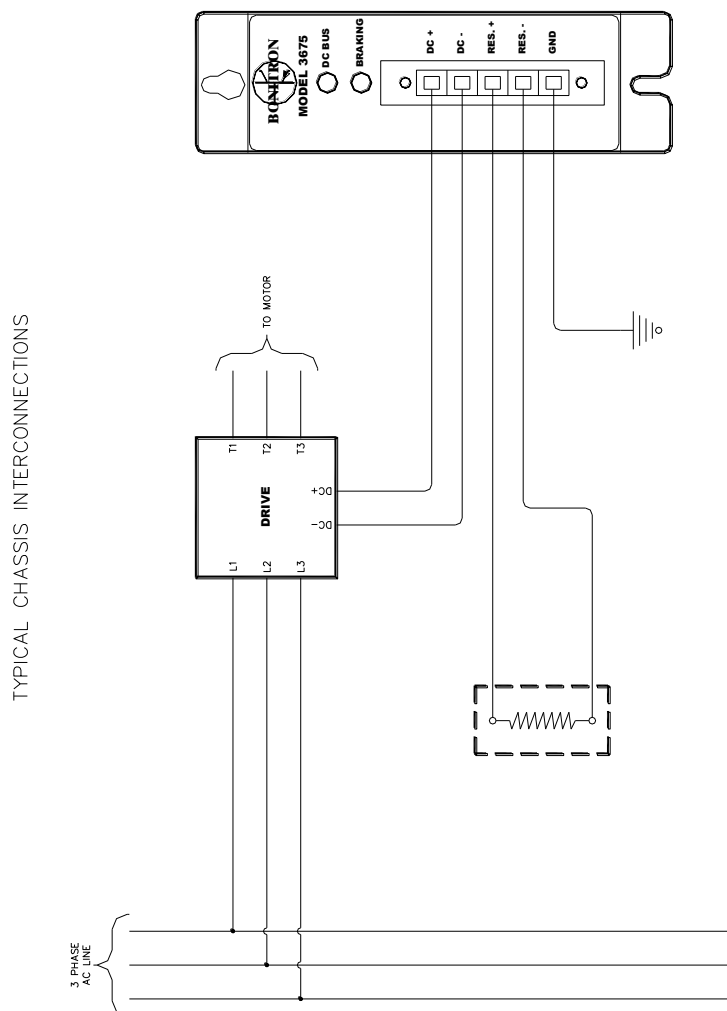 TYPICAL CHASSIS INTERCONNECTIONS
BONITRON
MODEL 3675
DC BUS
BRAKING
DC +
DC -
RES. +
RES. -
GND
TO MOTOR
T1
T2
T3
DRIVE
DC+
DC-
L1
L2
L3
3 PHASE
AC LINE